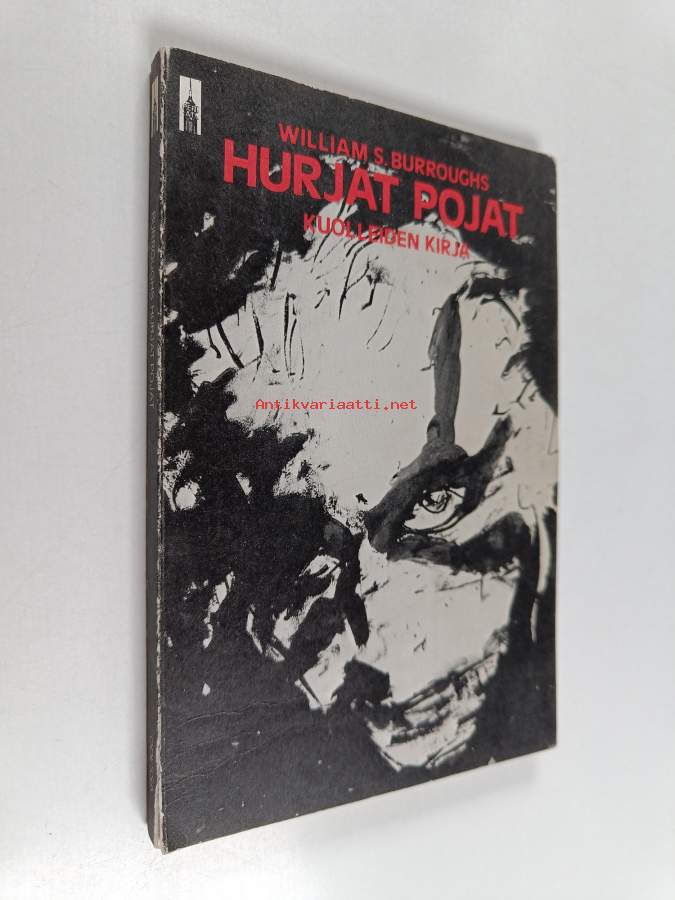 WILLIAM S. BURROUGHS
HURJAT POJAT
KUOLLEIDEN KIRJA
Antikvariaatti.net
BURROUGHS HURJAT POJAT